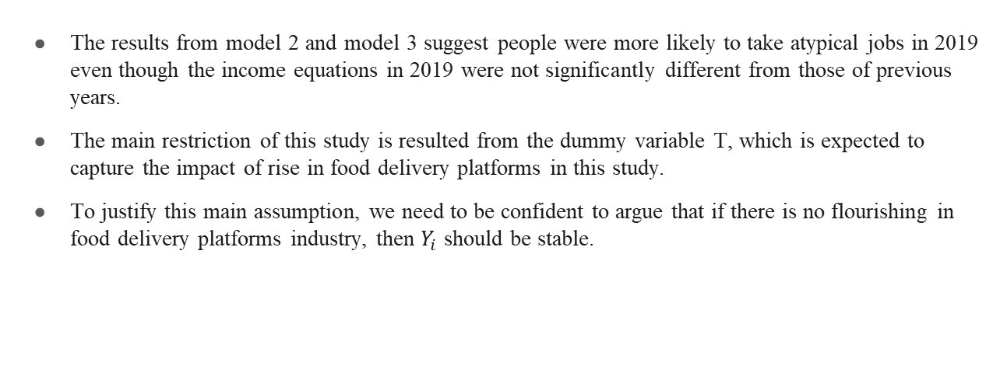 ● The results from model 2 and model 3 suggest people were more likely to take atypical jobs in 2019
even though the income equations in 2019 were not significantly different from those of previous
years.
● The main restriction of this study is resulted from the dummy variable T, which is expected to
capture the impact of rise in food delivery platforms in this study.
● To justify this main assumption, we need to be confident to argue that if there is no flourishing in
food delivery platforms industry, then Yᵢ should be stable.